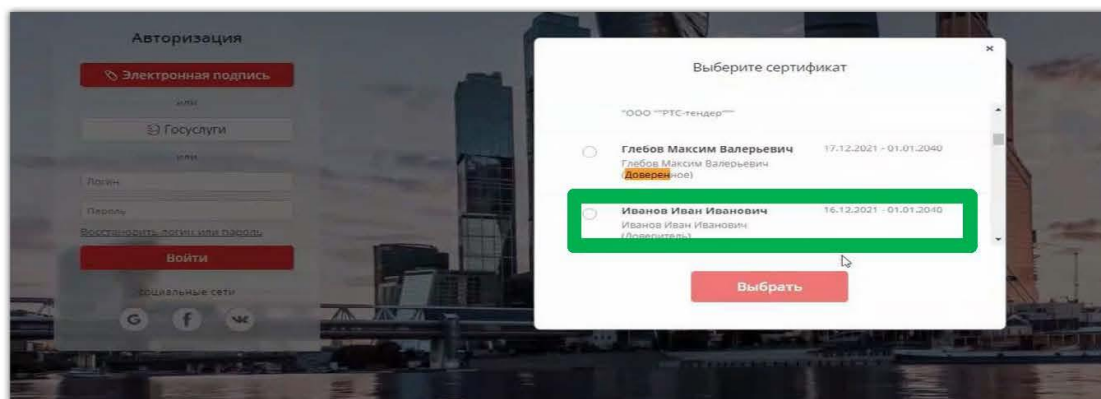 Авторизация
Электронная подпись
или
Госуслуги
или
Логин
Пароль
Восстановить логин или пароль
Войти
социальные сети
G f
Выберите сертификат
"ООО ""РТС-тендер"""
Глебов Максим Валерьевич 17.12.2021 - 01.01.2040
Глебов Максим Валерьевич
(Доверенное)
Иванов Иван Иванович 16.12.2021 - 01.01.2040
Иванов Иван Иванович
(Доверитель)
Выбрать